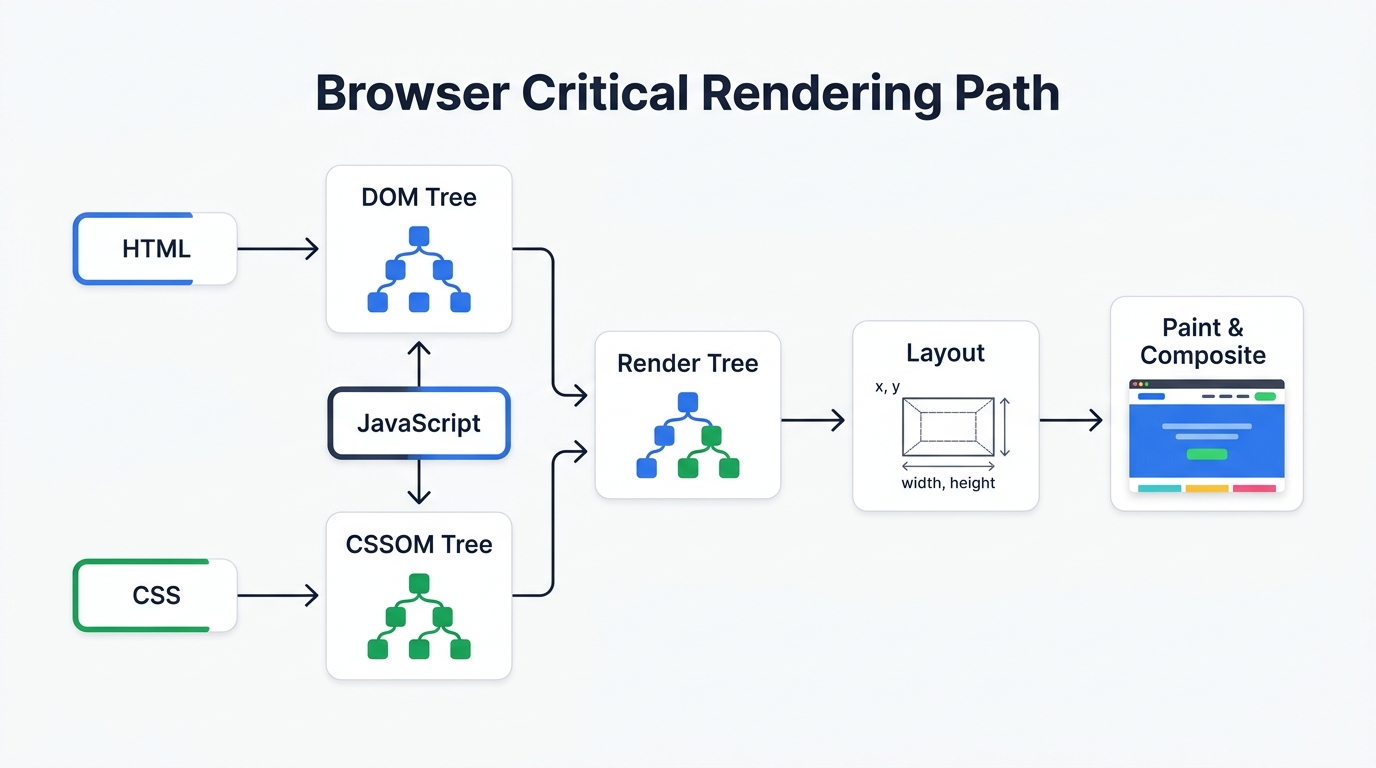 Browser Critical Rendering Path
HTML
DOM Tree
JavaScript
CSS
CSSOM Tree
Render Tree
Layout
x, y
width, height
Paint &
Composite